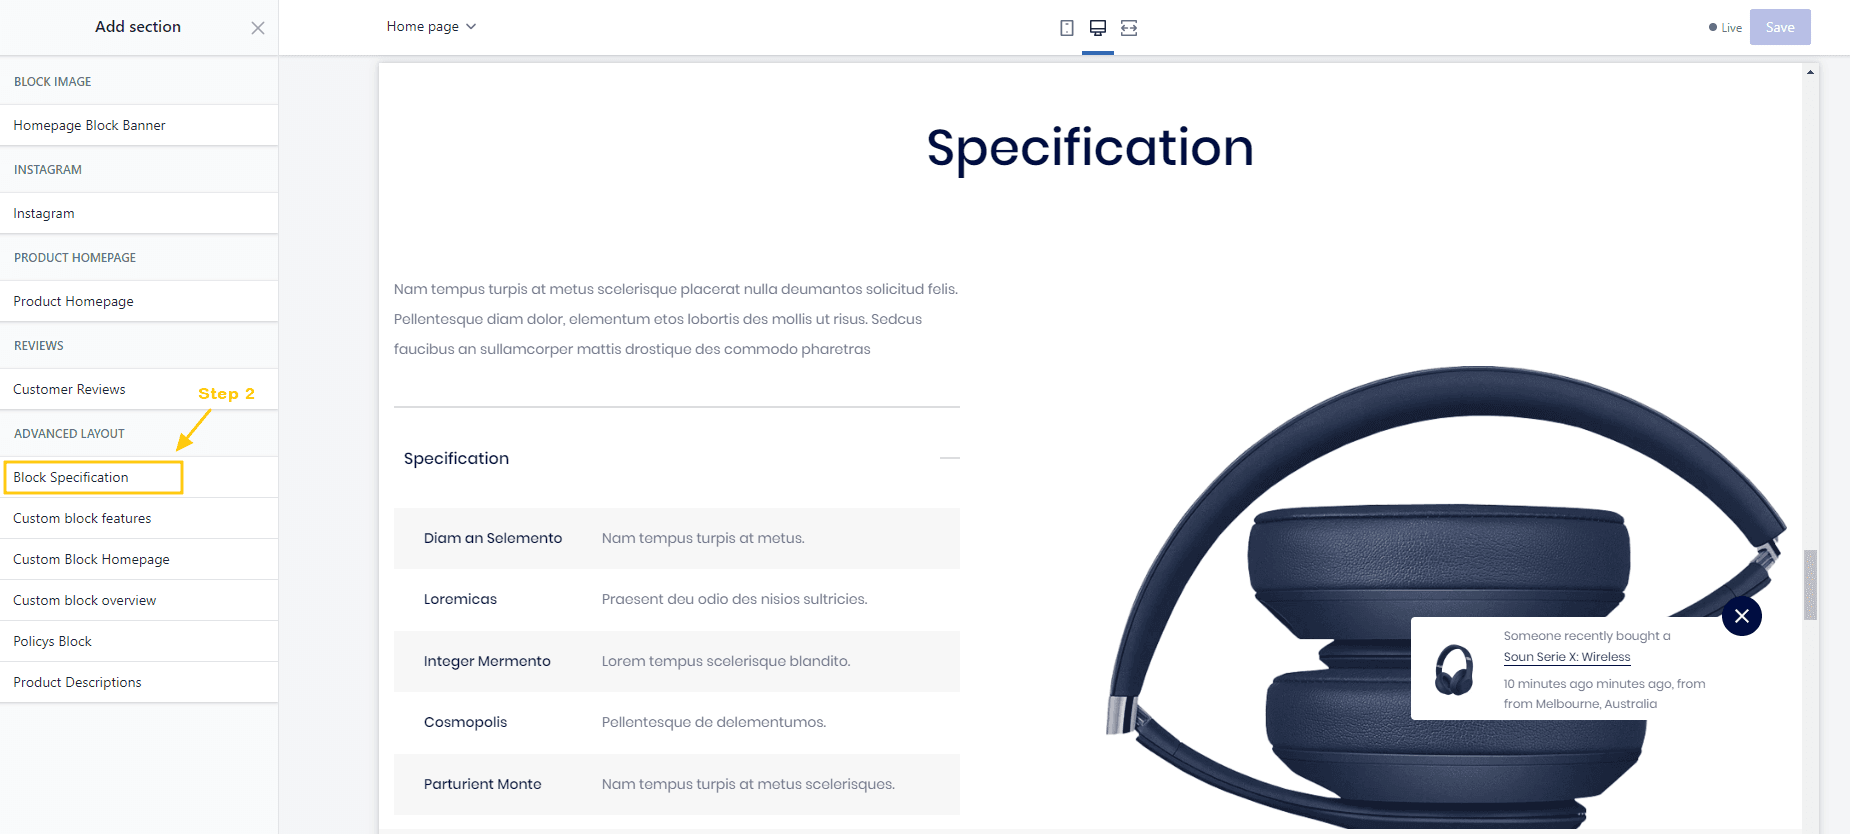 Add section
Home page
Live
Save
BLOCK IMAGE
Homepage Block Banner
INSTAGRAM
Instagram
PRODUCT HOMEPAGE
Product Homepage
REVIEWS
Customer Reviews
Step 2
ADVANCED LAYOUT
Block Specification
Custom block features
Custom Block Homepage
Custom block overview
Policys Block
Product Descriptions
Specification
Nam tempus turpis at metus scelerisque placerat nulla deumantos solicitud felis.
Pellentesque diam dolor, elementum etos lobortis des mollis ut risus. Sedcus
faucibus an sullamcorper mattis drostique des commodo pharetras
Specification
Diam an Selemento Nam tempus turpis at metus.
Loremicas Praesent deu odio des nisios sultricies.
Integer Mermento Lorem tempus scelerisque blandito.
Cosmopolis Pellentesque de delementumos.
Parturient Monte Nam tempus turpis at metus scelerisques.
Someone recently bought a
Soun Serie X: Wireless
10 minutes ago minutes ago, from
from Melbourne, Australia